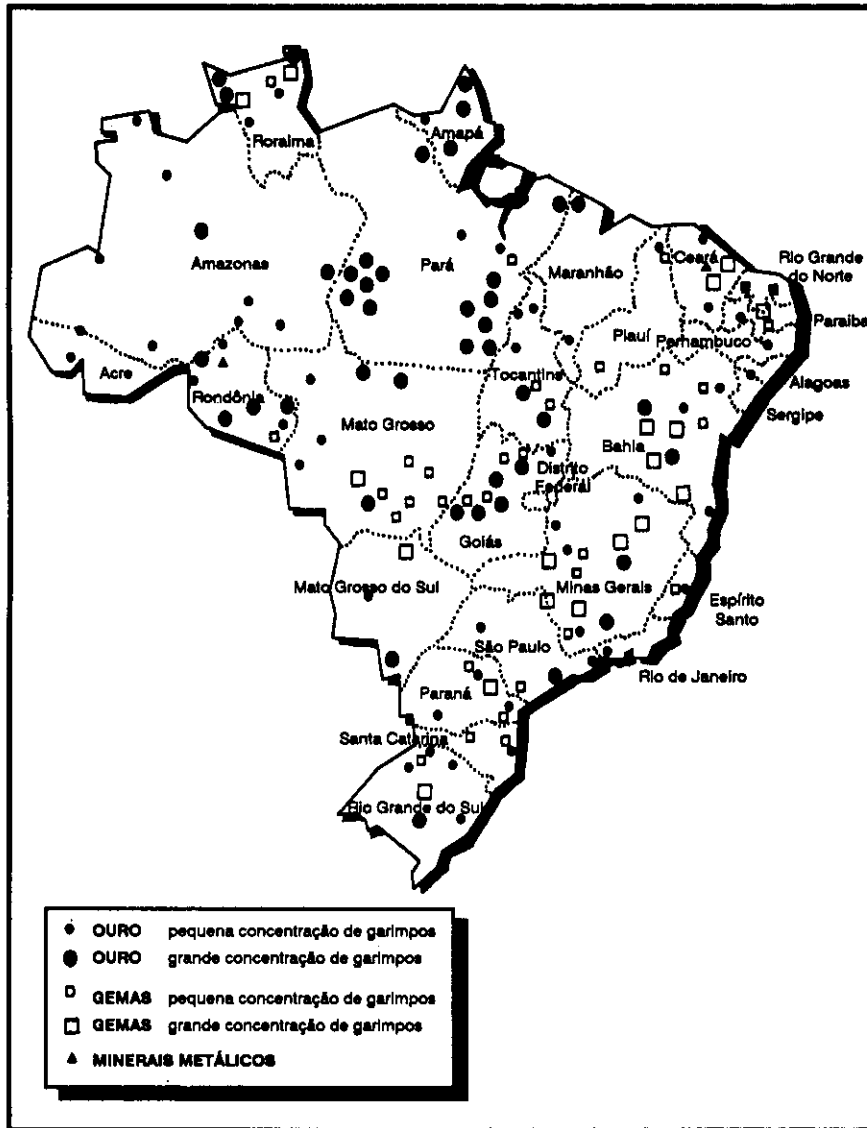 Roraima
Amapá
Amazonas
Pará
Maranhão
Ceará
Rio Grande
do Norte
Paraíba
Piauí
Pernambuco
Acre
Rondônia
Tocantins
Alagoas
Sergipe
Mato Grosso
Bahia
Distrito
Federal
Goiás
Mato Grosso do Sul
Minas Gerais
Espírito
Santo
São Paulo
Rio de Janeiro
Paraná
Santa Catarina
Rio Grande do Sul
OURO pequena concentração de garimpos
OURO grande concentração de garimpos
GEMAS pequena concentração de garimpos
GEMAS grande concentração de garimpos
MINERAIS METÁLICOS